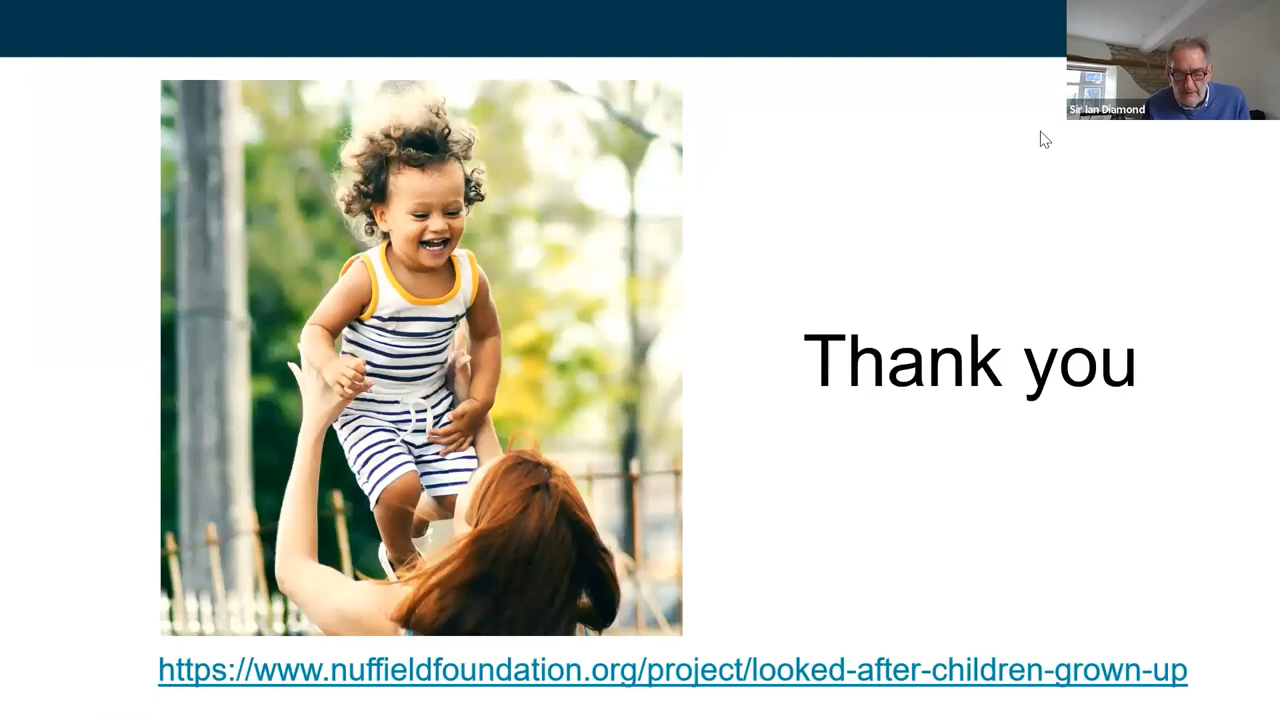 Sir Ian Diamond
Thank you
https://www.nuffieldfoundation.org/project/looked-after-children-grown-up